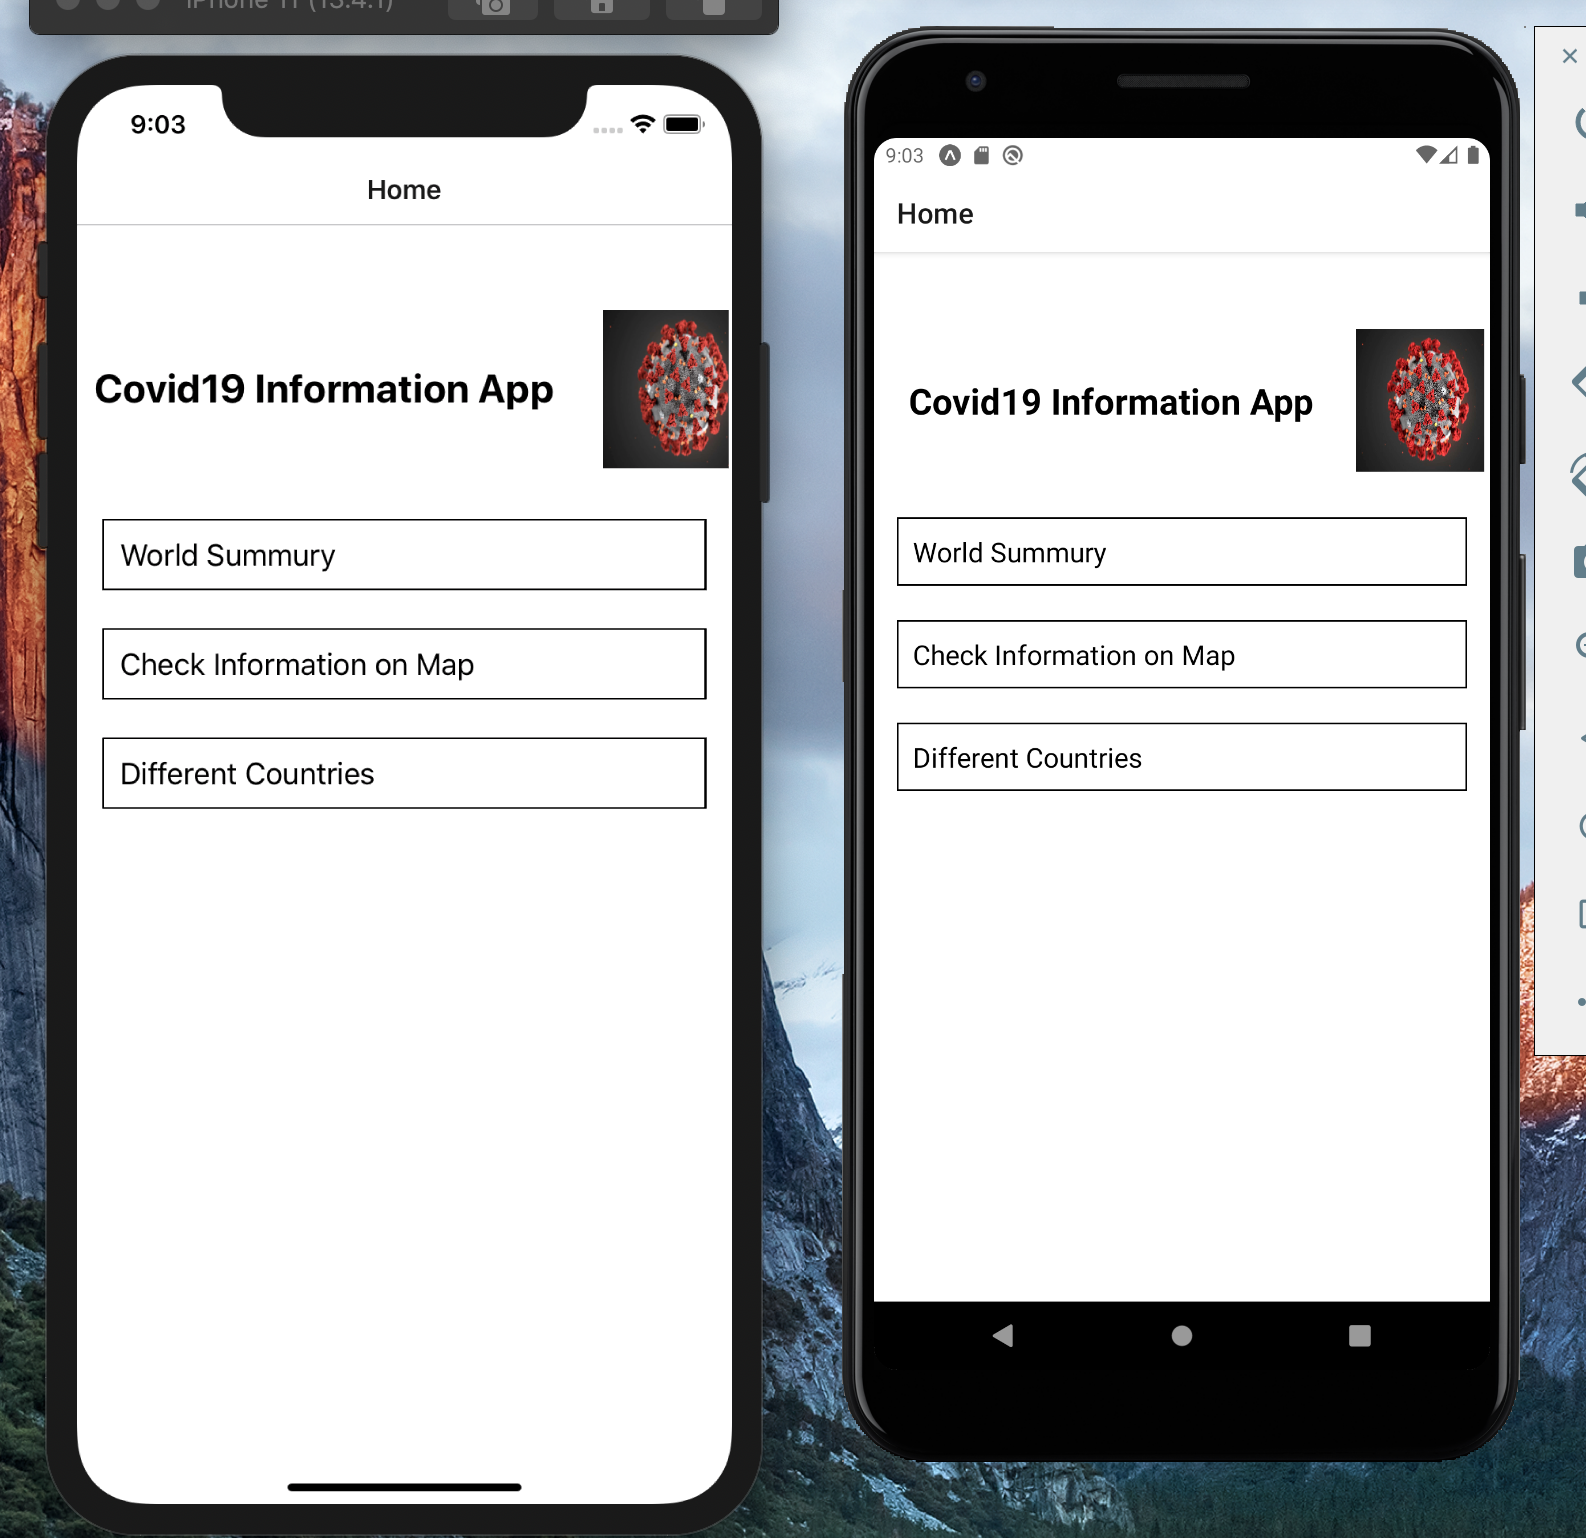 iPhone 11 (13.4.1)
9:03
Home
Covid19 Information App
World Summury
Check Information on Map
Different Countries
9:03
Home
Covid19 Information App
World Summury
Check Information on Map
Different Countries